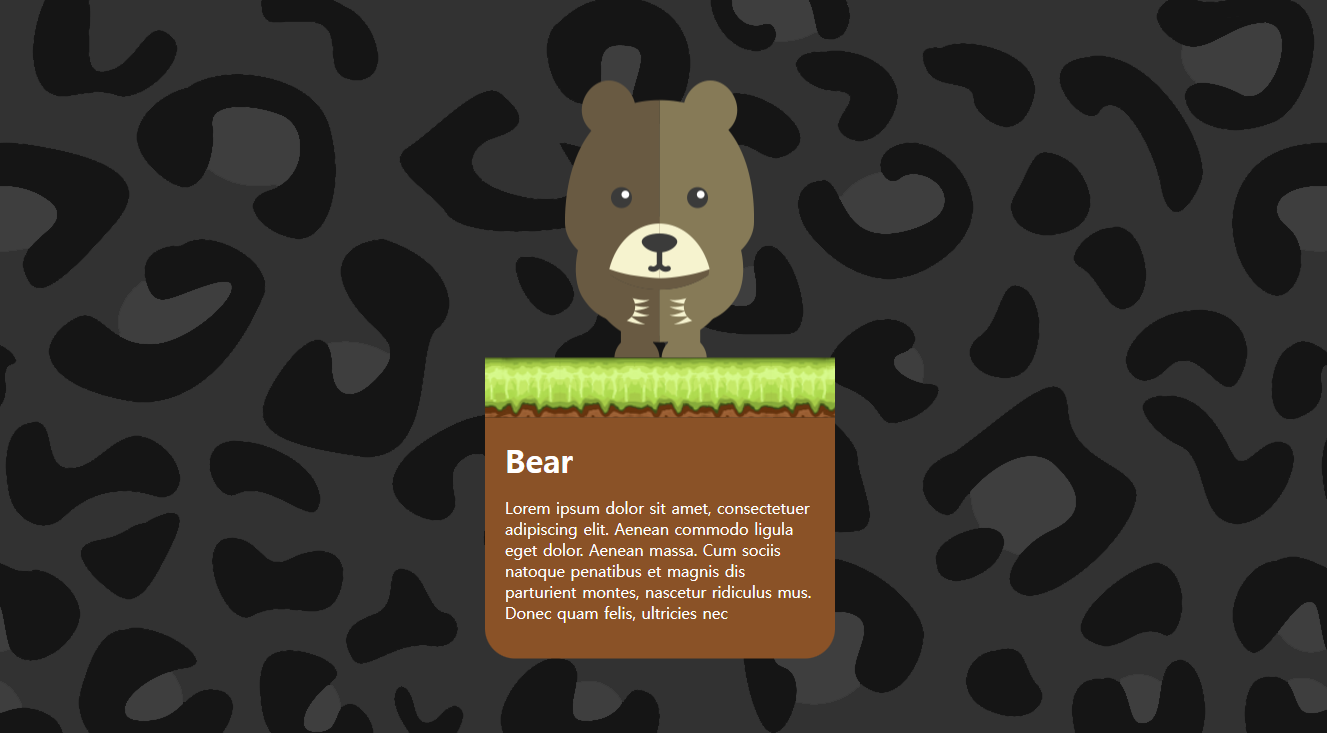 Bear
Lorem ipsum dolor sit amet, consectetuer
adipiscing elit. Aenean commodo ligula
eget dolor. Aenean massa. Cum sociis
natoque penatibus et magnis dis
parturient montes, nascetur ridiculus mus.
Donec quam felis, ultricies nec